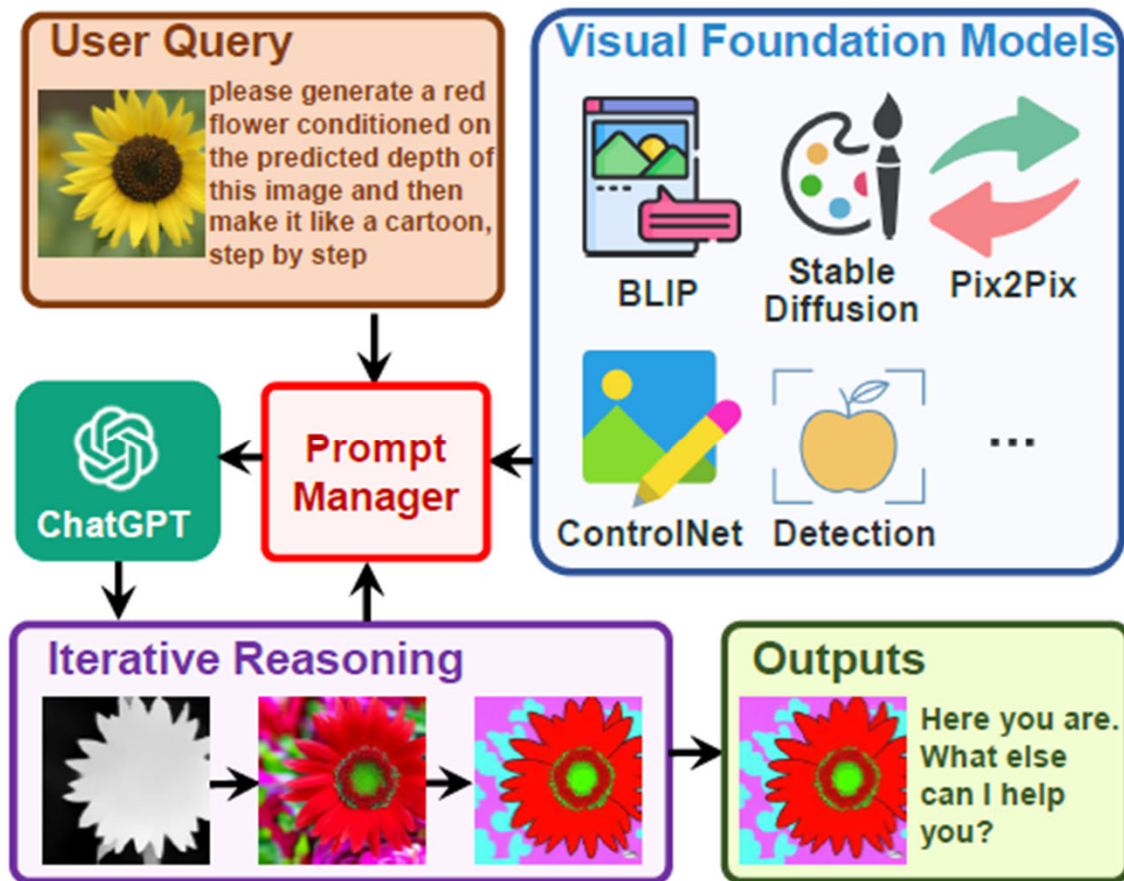 User Query
please generate a red
flower conditioned on
the predicted depth of
this image and then
make it like a cartoon,
step by step
Visual Foundation Models
BLIP
Stable
Diffusion
Pix2Pix
ControlNet
Detection
...
Prompt
Manager
ChatGPT
Iterative Reasoning
Outputs
Here you are.
What else
can I help
you?